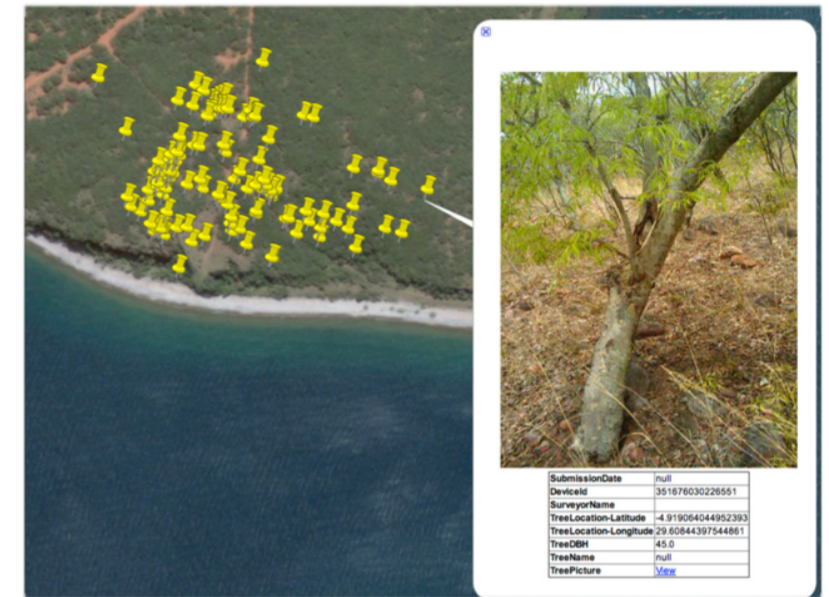 SubmissionDate null
DeviceId 351676030226551
SurveyorName
TreeLocation-Latitude -4.919064044952393
TreeLocation-Longitude 29.60844397544861
TreeDBH 45.0
TreeName null
TreePicture View